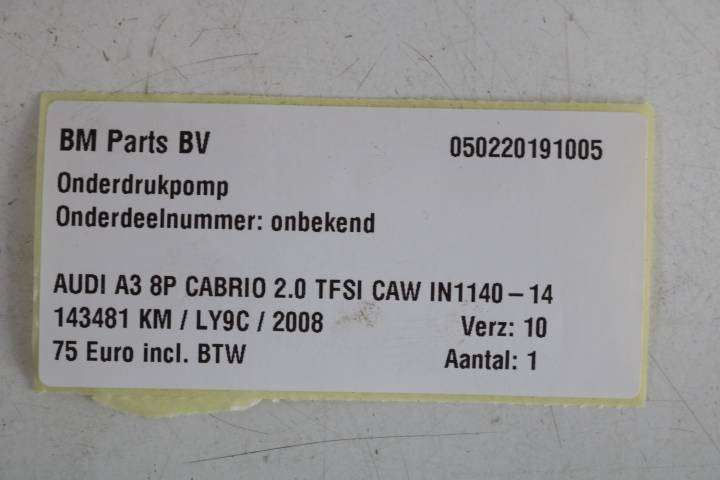 BM Parts BV 050220191005
Onderdrukpomp
Onderdeelnummer: onbekend
AUDI A3 8P CABRIO 2.0 TFSI CAW IN1140-14
143481 KM / LY9C / 2008 Verz: 10
75 Euro incl. BTW Aantal: 1